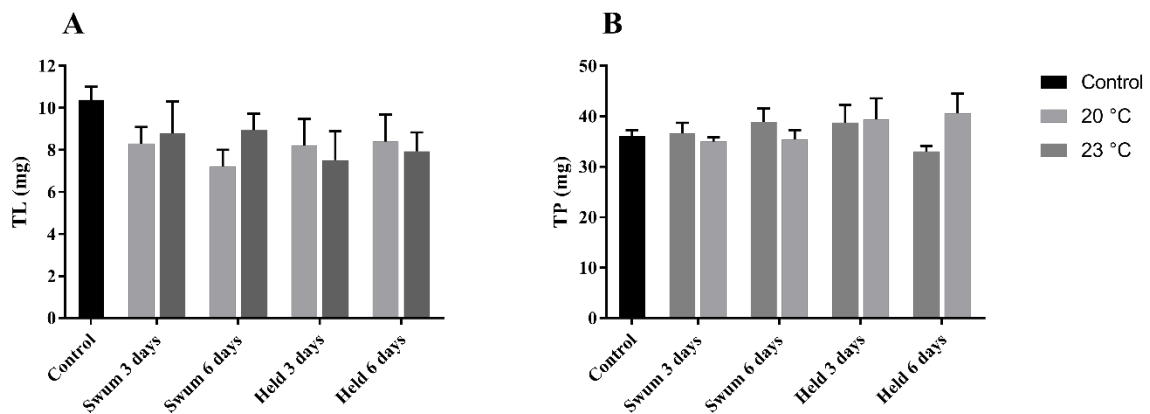 A
TL (mg)
12
10
8
6
4
2
0
Control
Swum 3 days
Swum 6 days
Held 3 days
Held 6 days
B
TP (mg)
50
40
30
20
10
0
Control
Swum 3 days
Swum 6 days
Held 3 days
Held 6 days
Control
20 °C
23 °C